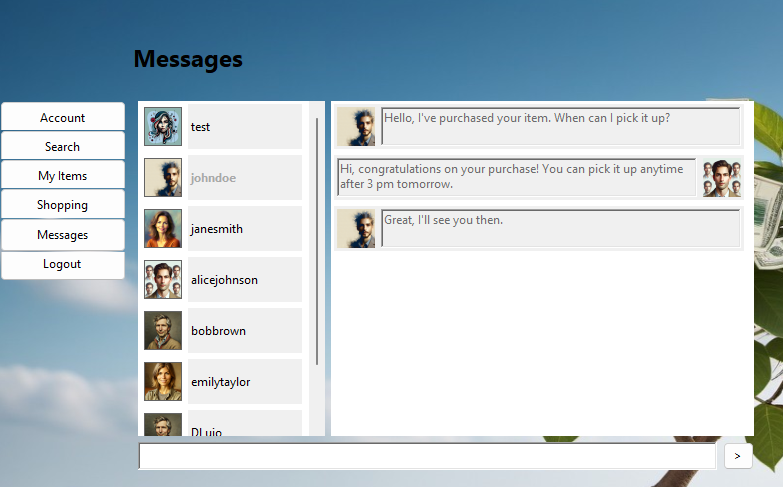 Messages
Account
Search
My Items
Shopping
Messages
Logout
test
johndoe
janesmith
alicejohnson
bobbrown
emilytaylor
Hello, I've purchased your item. When can I pick it up?
Hi, congratulations on your purchase! You can pick it up anytime
after 3 pm tomorrow.
Great, I'll see you then.
>